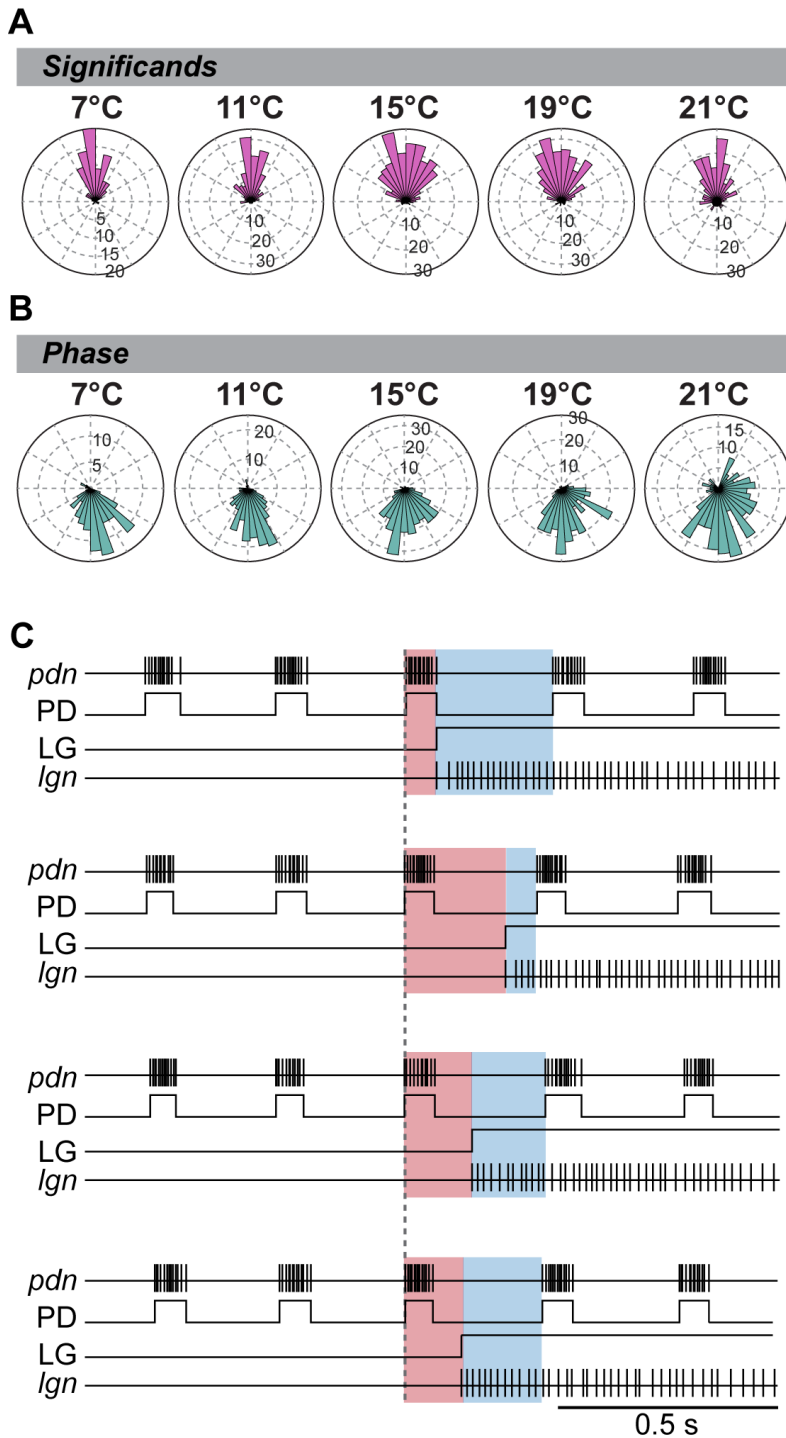 A
Significands
7°C 11°C 15°C 19°C 21°C
5 10 10 10 10
10 20 20 20 20
15
20 30 30 30 30
B
Phase
7°C 11°C 15°C 19°C 21°C
10 20 30 30 15
5 10 20 20 10
10 10
C
pdn
PD
LG
lgn
pdn
PD
LG
lgn
pdn
PD
LG
lgn
pdn
PD
LG
lgn
0.5 s